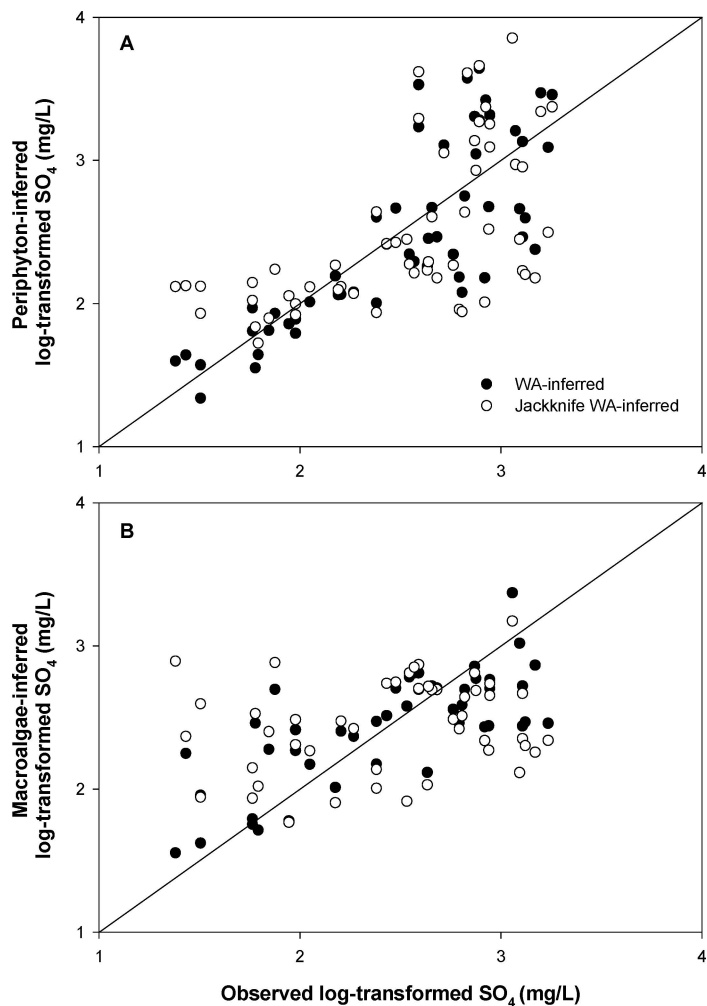 4
A
3
2
1
Periphyton-inferred
log-transformed SO4 (mg/L)
WA-inferred
Jackknife WA-inferred
1 2 3 4
4
B
3
2
1
Macroalgae-inferred
log-transformed SO4 (mg/L)
1 2 3 4
Observed log-transformed SO4 (mg/L)